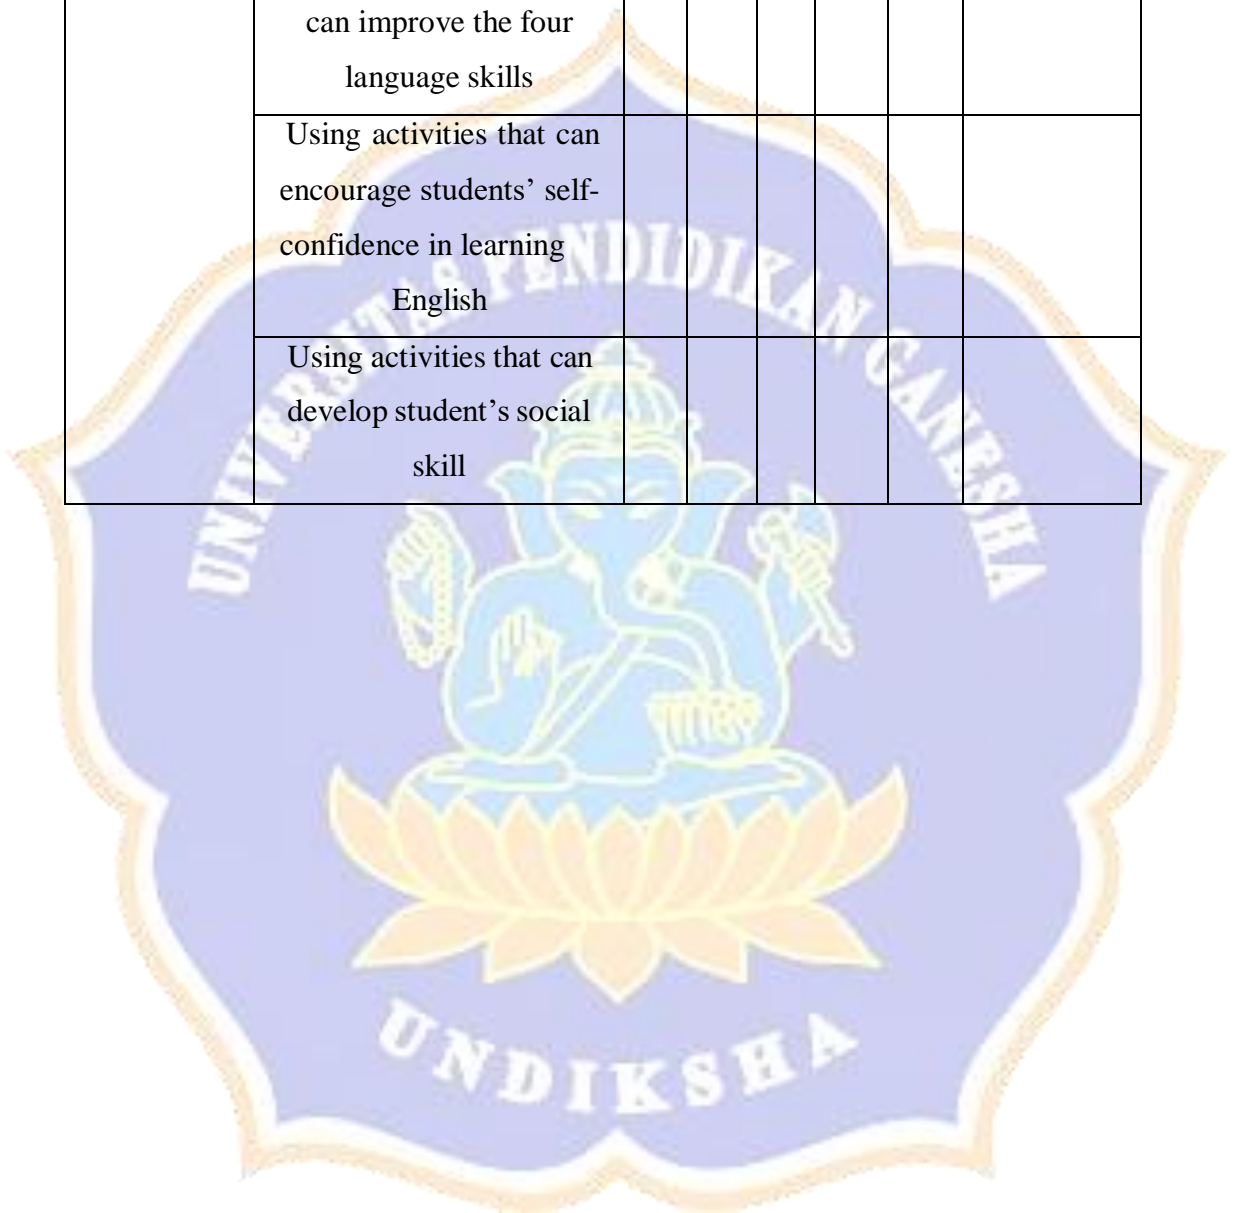 can improve the four
language skills
Using activities that can
encourage students’ self-
confidence in learning
English
Using activities that can
develop student’s social
skill
UNIVERSITAS PENDIDIKAN GANESHA
UNDIKSHA